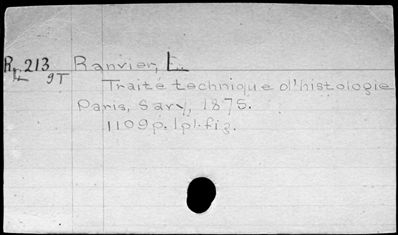 R 213 Ranvier, L.
L 9T
Traité technique d'histologie
Paris, Savy, 1875.
1109p. 1pl. fig.